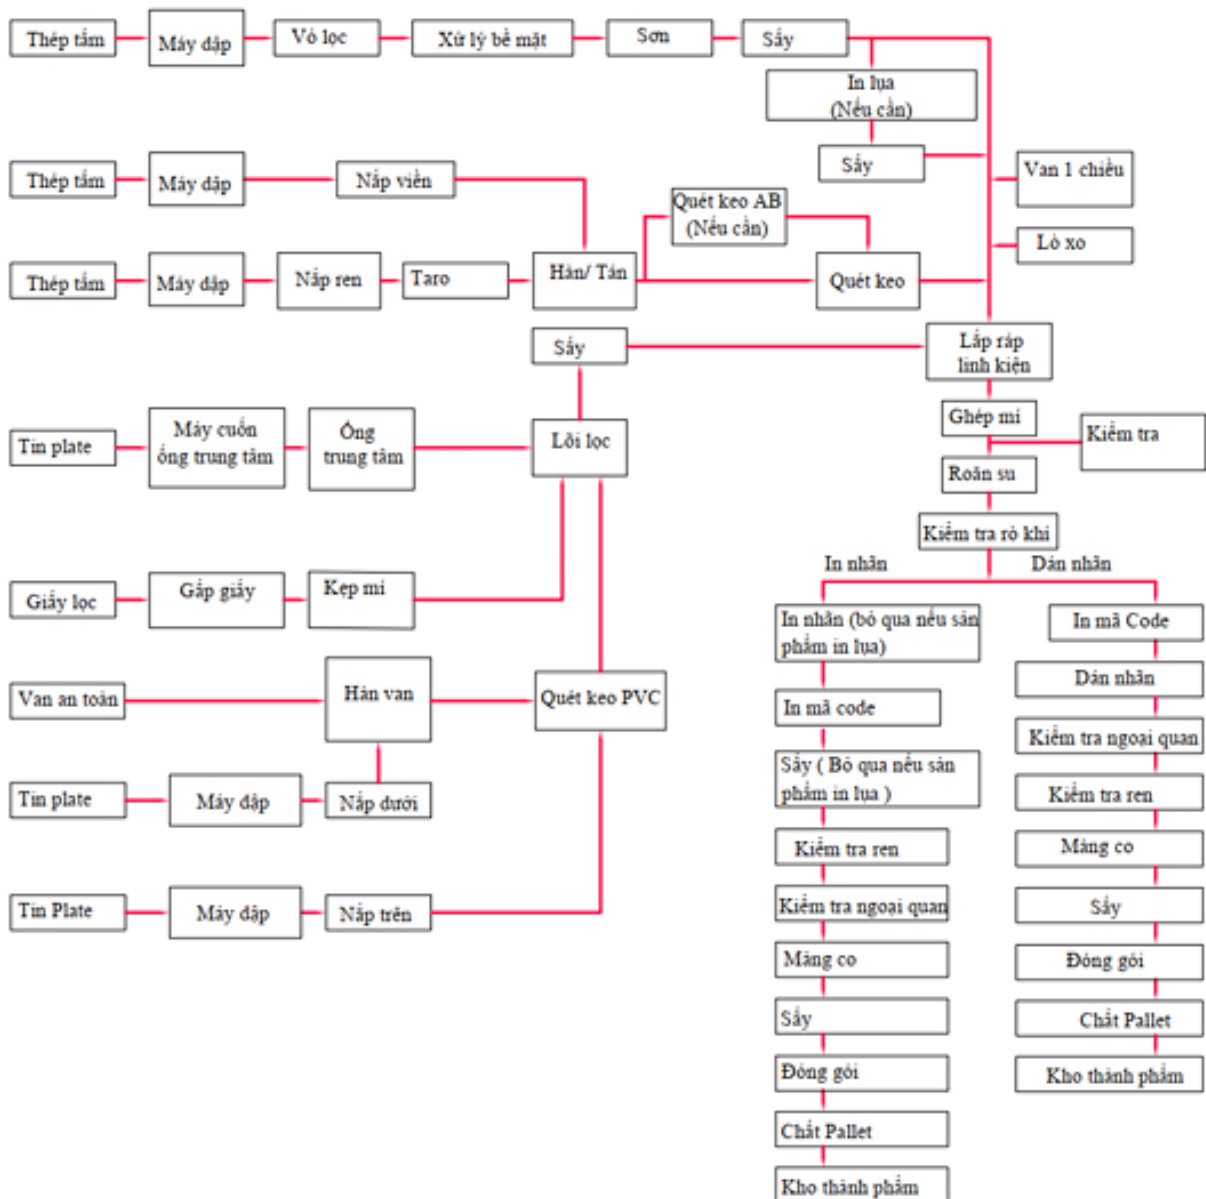 Thép tấm
Máy dập
Vỏ lọc
Xử lý bề mặt
Sơn
Sấy
In lụa
(Nếu cần)
Sấy
Thép tấm
Máy dập
Nắp viền
Van 1 chiều
Quét keo AB
(Nếu cần)
Lò xo
Thép tấm
Máy dập
Nắp ren
Taro
Hàn/ Tán
Quét keo
Sấy
Lắp ráp
linh kiện
Ghép mí
Kiểm tra
Tin plate
Máy cuốn
ống trung tâm
Ống
trung tâm
Lõi lọc
Roăn su
Kiểm tra rò khí
In nhãn
Dán nhãn
Giấy lọc
Gấp giấy
Kẹp mí
In nhãn (bỏ qua nếu sản
phẩm in lụa)
In mã Code
Van an toàn
Hàn van
Quét keo PVC
Dán nhãn
In mã code
Kiểm tra ngoại quan
Tin plate
Máy dập
Nắp dưới
Sấy ( Bỏ qua nếu sản
phẩm in lụa )
Kiểm tra ren
Kiểm tra ren
Màng co
Tin Plate
Máy dập
Nắp trên
Kiểm tra ngoại quan
Sấy
Màng co
Đóng gói
Sấy
Chất Pallet
Đóng gói
Kho thành phẩm
Chất Pallet
Kho thành phẩm